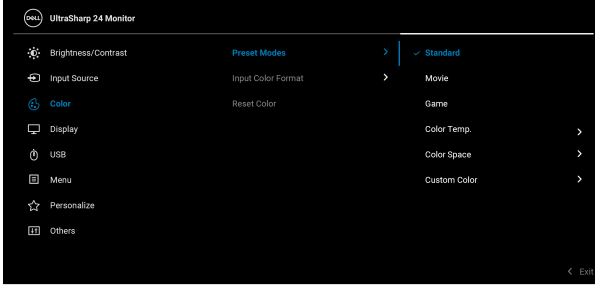 DELL UltraSharp 24 Monitor
Brightness/Contrast Preset Modes Standard
Input Source Input Color Format Movie
Color Reset Color Game
Display Color Temp.
USB Color Space
Menu Custom Color
Personalize
Others
Exit